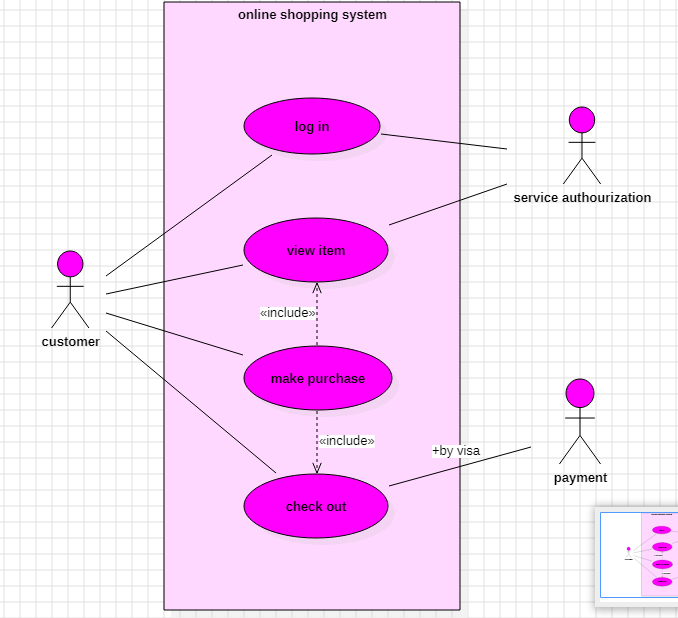 online shopping system
log in
service authourization
view item
customer
«include»
make purchase
«include»
+by visa
payment
check out